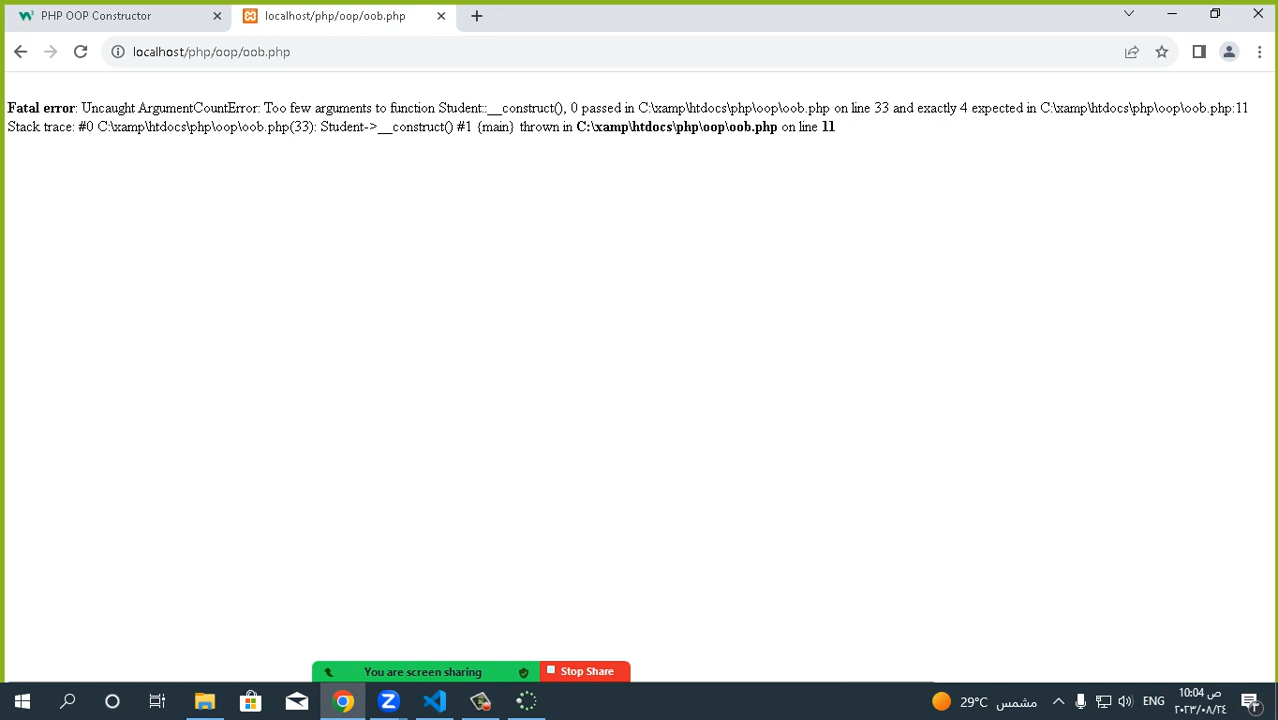 PHP OOP Constructor
localhost/php/oop/oob.php
localhost/php/oop/oob.php
Fatal error: Uncaught ArgumentCountError: Too few arguments to function Student::__construct(), 0 passed in C:\xamp\htdocs\php\oop\oob.php on line 33 and exactly 4 expected in C:\xamp\htdocs\php\oop\oob.php:11
Stack trace: #0 C:\xamp\htdocs\php\oop\oob.php(33): Student->__construct() #1 {main} thrown in C:\xamp\htdocs\php\oop\oob.php on line 11
You are screen sharing
Stop Share
29°C مشمس
ENG
10:04 ص
٢٠٢٣/٠٨/٢٤